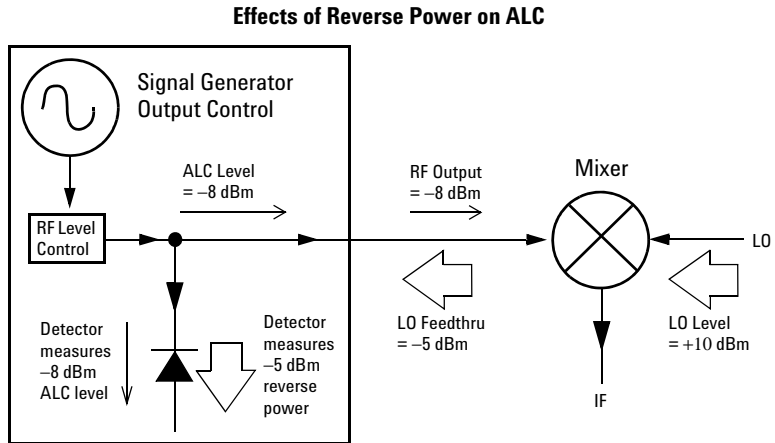 Effects of Reverse Power on ALC
Signal Generator
Output Control
ALC Level
= −8 dBm
RF Output
= −8 dBm
Mixer
RF Level
Control
LO
LO Feedthru
= −5 dBm
LO Level
= +10 dBm
Detector
measures
−8 dBm
ALC level
Detector
measures
−5 dBm
reverse
power
IF